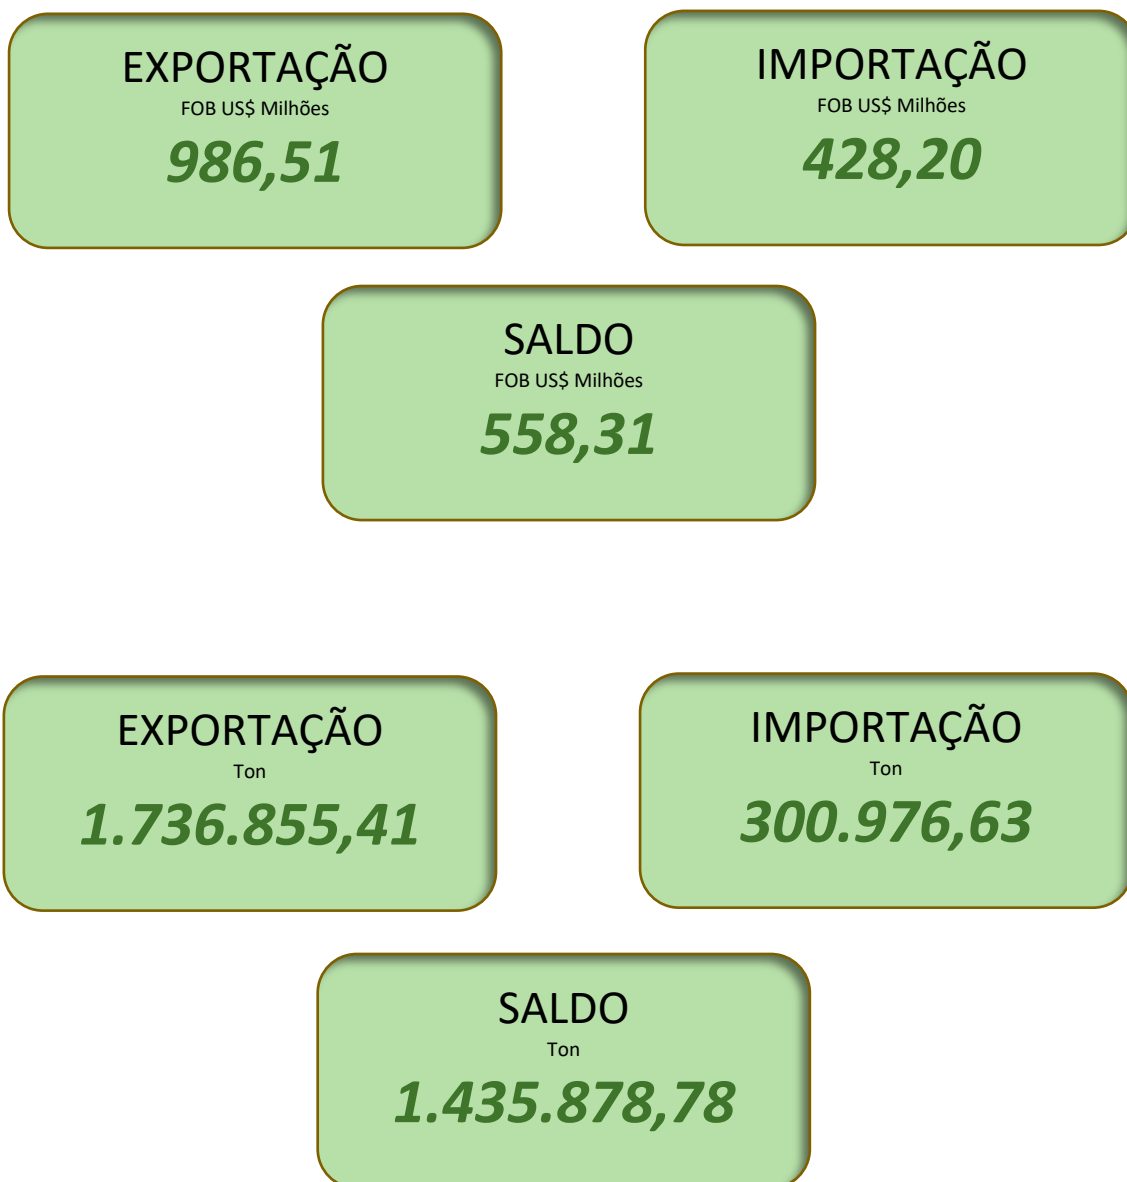 EXPORTAÇÃO
FOB US$ Milhões
986,51
IMPORTAÇÃO
FOB US$ Milhões
428,20
SALDO
FOB US$ Milhões
558,31
EXPORTAÇÃO
Ton
1.736.855,41
IMPORTAÇÃO
Ton
300.976,63
SALDO
Ton
1.435.878,78